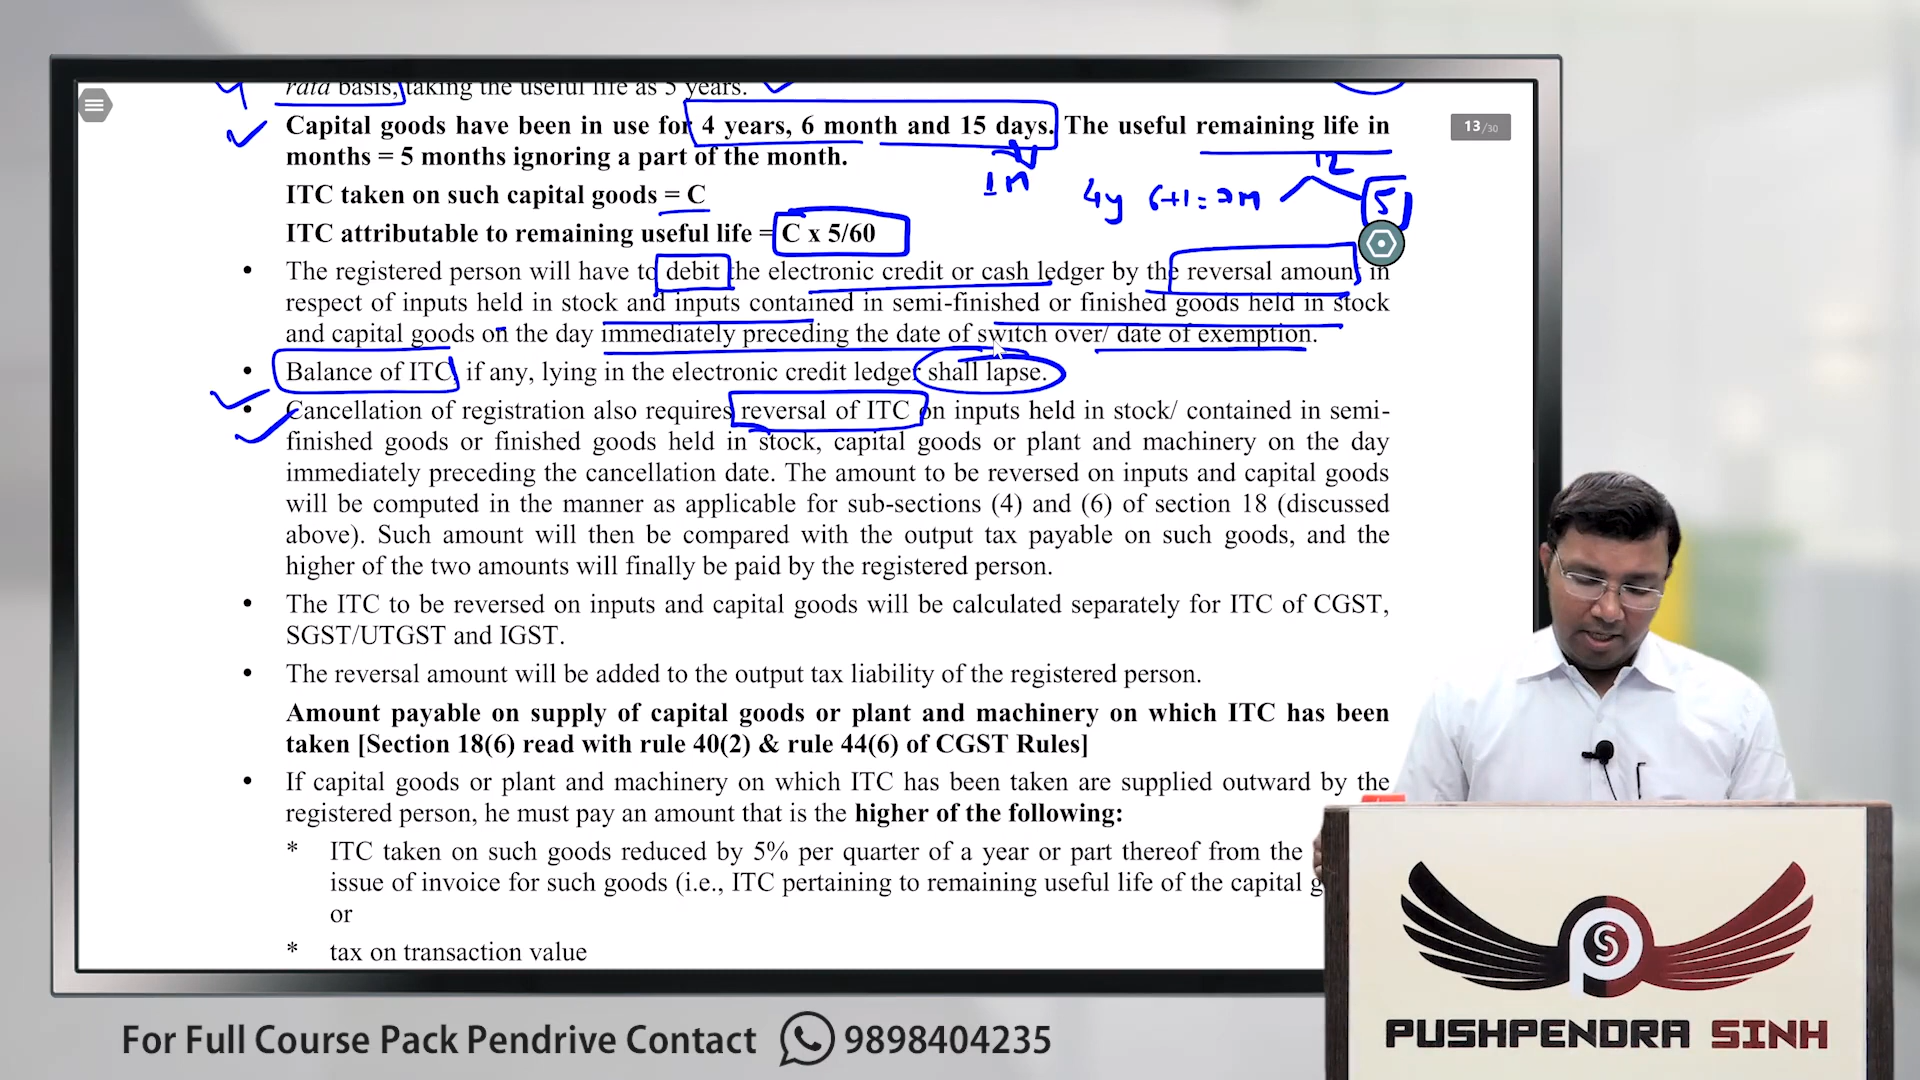 rata basis, taking the useful life as 5 years.
Capital goods have been in use for 4 years, 6 month and 15 days. The useful remaining life in
months = 5 months ignoring a part of the month.
13/30
12
1M
4y 6+1=7M
5
ITC taken on such capital goods = C
ITC attributable to remaining useful life = C x 5/60
• The registered person will have to debit the electronic credit or cash ledger by the reversal amount in
respect of inputs held in stock and inputs contained in semi-finished or finished goods held in stock
and capital goods on the day immediately preceding the date of switch over/ date of exemption.
• Balance of ITC, if any, lying in the electronic credit ledger shall lapse.
• Cancellation of registration also requires reversal of ITC on inputs held in stock/ contained in semi-
finished goods or finished goods held in stock, capital goods or plant and machinery on the day
immediately preceding the cancellation date. The amount to be reversed on inputs and capital goods
will be computed in the manner as applicable for sub-sections (4) and (6) of section 18 (discussed
above). Such amount will then be compared with the output tax payable on such goods, and the
higher of the two amounts will finally be paid by the registered person.
• The ITC to be reversed on inputs and capital goods will be calculated separately for ITC of CGST,
SGST/UTGST and IGST.
• The reversal amount will be added to the output tax liability of the registered person.
Amount payable on supply of capital goods or plant and machinery on which ITC has been
taken [Section 18(6) read with rule 40(2) & rule 44(6) of CGST Rules]
• If capital goods or plant and machinery on which ITC has been taken are supplied outward by the
registered person, he must pay an amount that is the higher of the following:
* ITC taken on such goods reduced by 5% per quarter of a year or part thereof from the
issue of invoice for such goods (i.e., ITC pertaining to remaining useful life of the capital g
or
* tax on transaction value
PS
PUSHPENDRA SINH
For Full Course Pack Pendrive Contact 9898404235